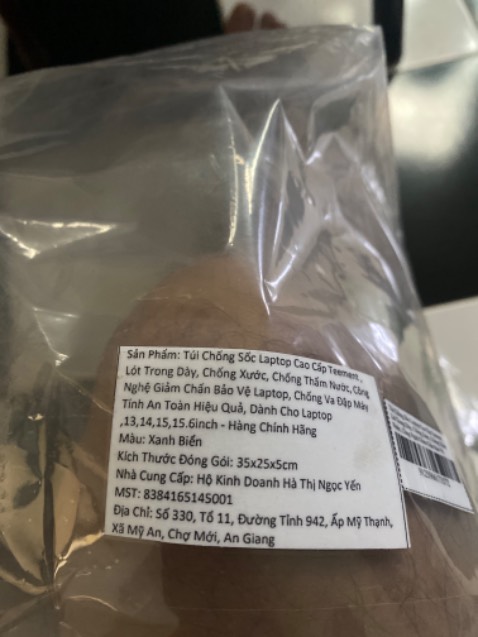 Sản Phẩm: Túi Chống Sốc Laptop Cao Cấp Teement ,
Lót Trong Dày, Chống Xước, Chống Thấm Nước, Công
Nghệ Giảm Chấn Bảo Vệ Laptop, Chống Va Đập Máy
Tính An Toàn Hiệu Quả, Dành Cho Laptop
,13,14,15,15.6inch - Hàng Chính Hãng
Màu: Xanh Biển
Kích Thước Đóng Gói: 35x25x5cm
Nhà Cung Cấp: Hộ Kinh Doanh Hà Thị Ngọc Yến
MST: 8384165145001
Địa Chỉ: Số 330, Tổ 11, Đường Tỉnh 942, Ấp Mỹ Thạnh,
Xã Mỹ An, Chợ Mới, An Giang